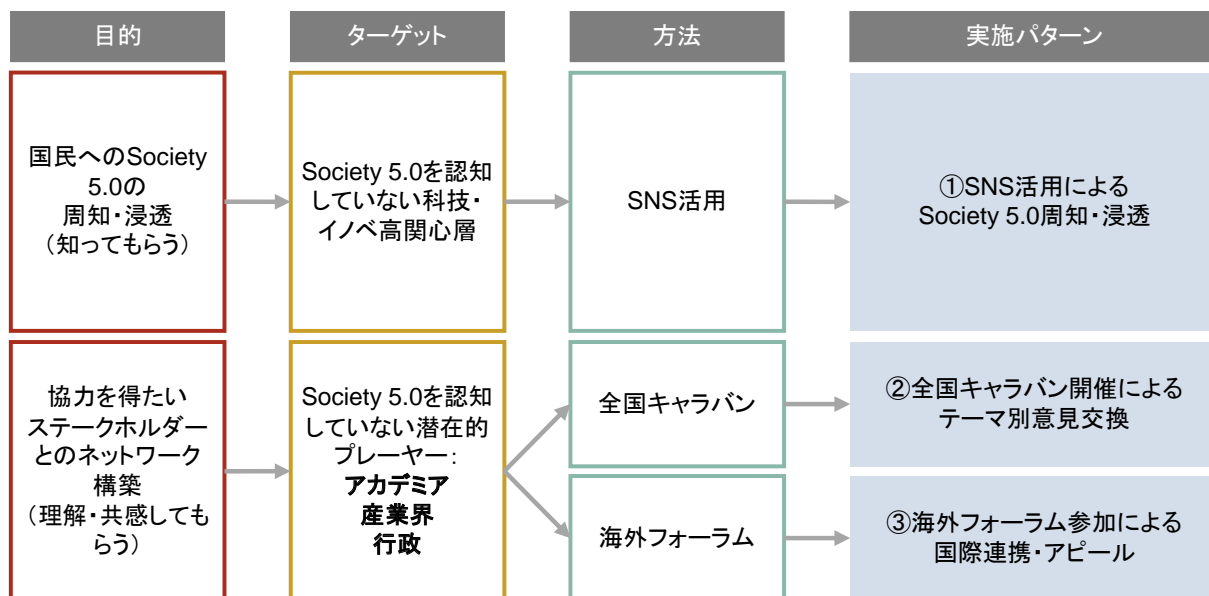 目的
ターゲット
方法
実施パターン
国民へのSociety
5.0の
周知・浸透
（知ってもらう）
Society 5.0を認知
していない科技・
イノベ高関心層
SNS活用
①SNS活用による
Society 5.0周知・浸透
協力を得たい
ステークホルダー
とのネットワーク
構築
（理解・共感しても
らう）
Society 5.0を認知
していない潜在的
プレーヤー：
アカデミア
産業界
行政
全国キャラバン
②全国キャラバン開催による
テーマ別意見交換
海外フォーラム
③海外フォーラム参加による
国際連携・アピール